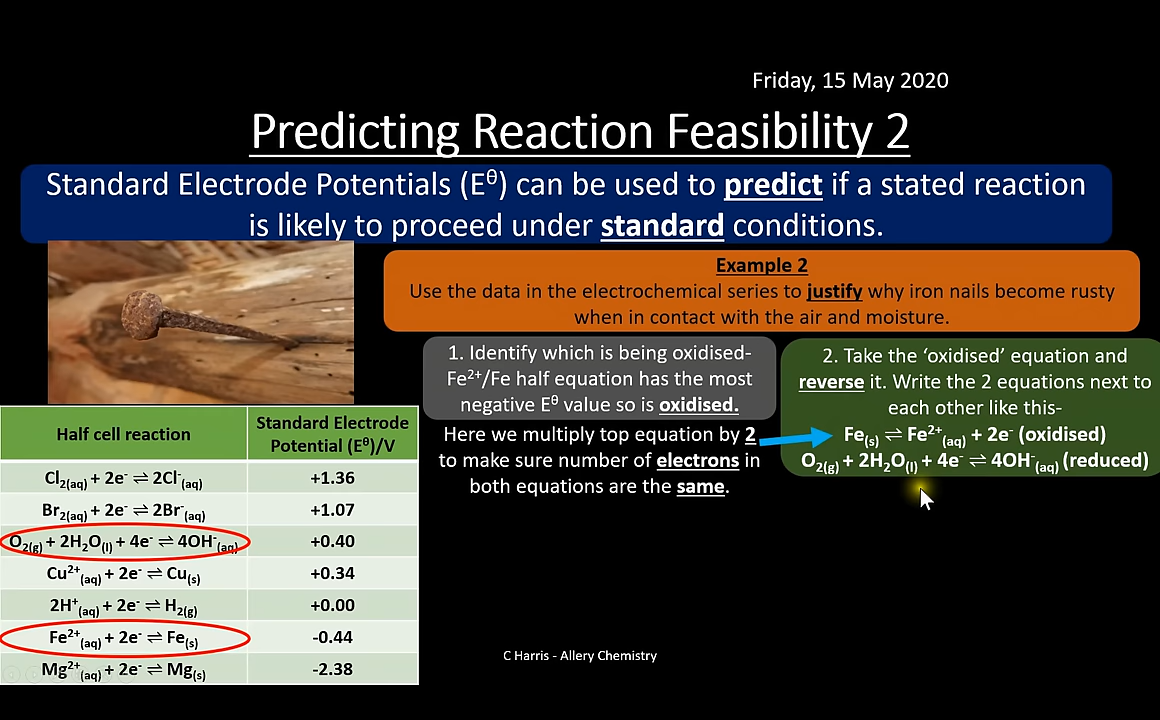 Friday, 15 May 2020
Predicting Reaction Feasibility 2
Standard Electrode Potentials (Eᶿ) can be used to predict if a stated reaction
is likely to proceed under standard conditions.
Example 2
Use the data in the electrochemical series to justify why iron nails become rusty
when in contact with the air and moisture.
1. Identify which is being oxidised-
Fe²⁺/Fe half equation has the most
negative Eᶿ value so is oxidised.
Here we multiply top equation by 2
to make sure number of electrons in
both equations are the same.
2. Take the ‘oxidised’ equation and
reverse it. Write the 2 equations next to
each other like this-
Fe₍ₛ₎ ⇌ Fe²⁺₍aq₎ + 2e⁻ (oxidised)
O₂₍g₎ + 2H₂O₍l₎ + 4e⁻ ⇌ 4OH⁻₍aq₎ (reduced)
Half cell reaction
Standard Electrode
Potential (Eᶿ)/V
Cl₂₍aq₎ + 2e⁻ ⇌ 2Cl⁻₍aq₎ +1.36
Br₂₍aq₎ + 2e⁻ ⇌ 2Br⁻₍aq₎ +1.07
O₂₍g₎ + 2H₂O₍l₎ + 4e⁻ ⇌ 4OH⁻₍aq₎ +0.40
Cu²⁺₍aq₎ + 2e⁻ ⇌ Cu₍s₎ +0.34
2H⁺₍aq₎ + 2e⁻ ⇌ H₂₍g₎ +0.00
Fe²⁺₍aq₎ + 2e⁻ ⇌ Fe₍s₎ -0.44
Mg²⁺₍aq₎ + 2e⁻ ⇌ Mg₍s₎ -2.38
C Harris - Allery Chemistry